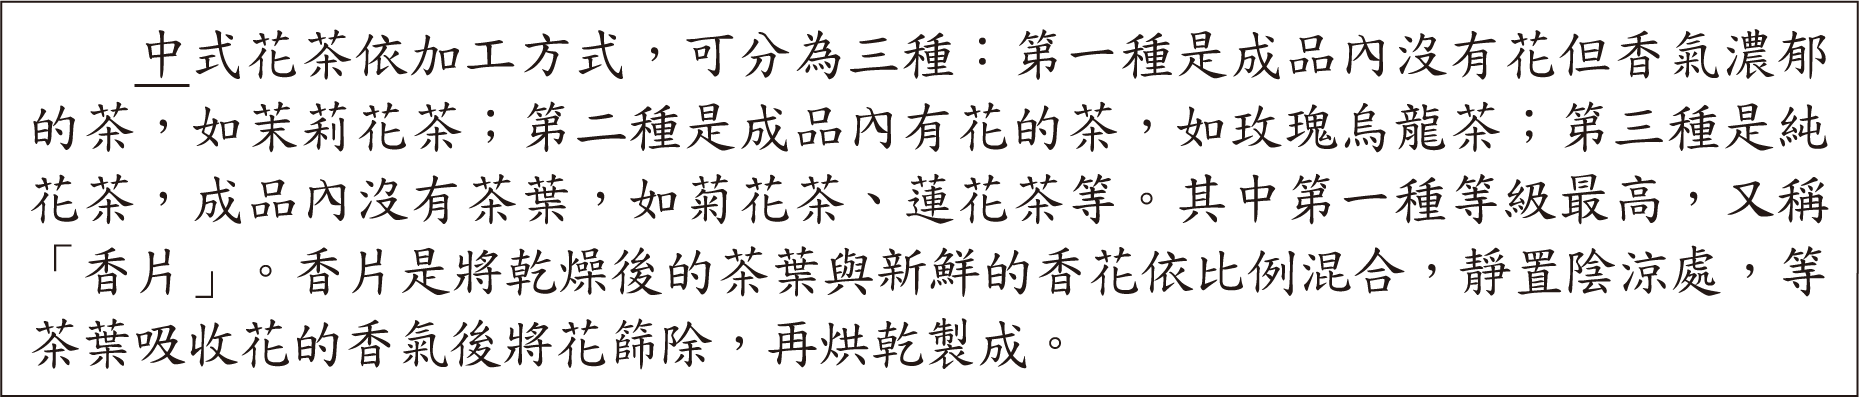 中式花茶依加工方式，可分為三種：第一種是成品內沒有花但香氣濃郁
的茶，如茉莉花茶；第二種是成品內有花的茶，如玫瑰烏龍茶；第三種是純
花茶，成品內沒有茶葉，如菊花茶、蓮花茶等。其中第一種等級最高，又稱
「香片」。香片是將乾燥後的茶葉與新鮮的香花依比例混合，靜置陰涼處，等
茶葉吸收花的香氣後將花篩除，再烘乾製成。